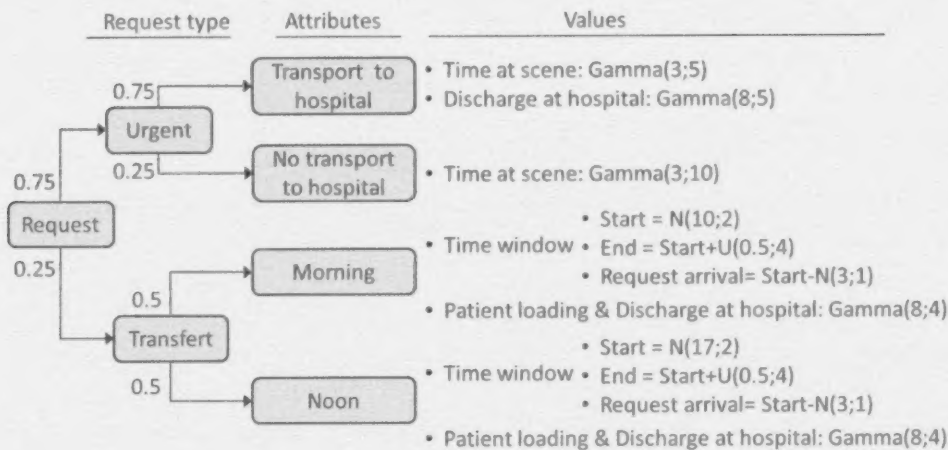 Request type Attributes Values
Transport to
hospital
• Time at scene: Gamma(3;5)
• Discharge at hospital: Gamma(8;5)
0.75
Urgent
0.25
No transport
to hospital
• Time at scene: Gamma(3;10)
0.75
Request
0.25
Morning
• Time window
• Start = N(10;2)
• End = Start+U(0.5;4)
• Request arrival= Start-N(3;1)
• Patient loading & Discharge at hospital: Gamma(8;4)
0.5
Transfert
0.5
Noon
• Time window
• Start = N(17;2)
• End = Start+U(0.5;4)
• Request arrival= Start-N(3;1)
• Patient loading & Discharge at hospital: Gamma(8;4)